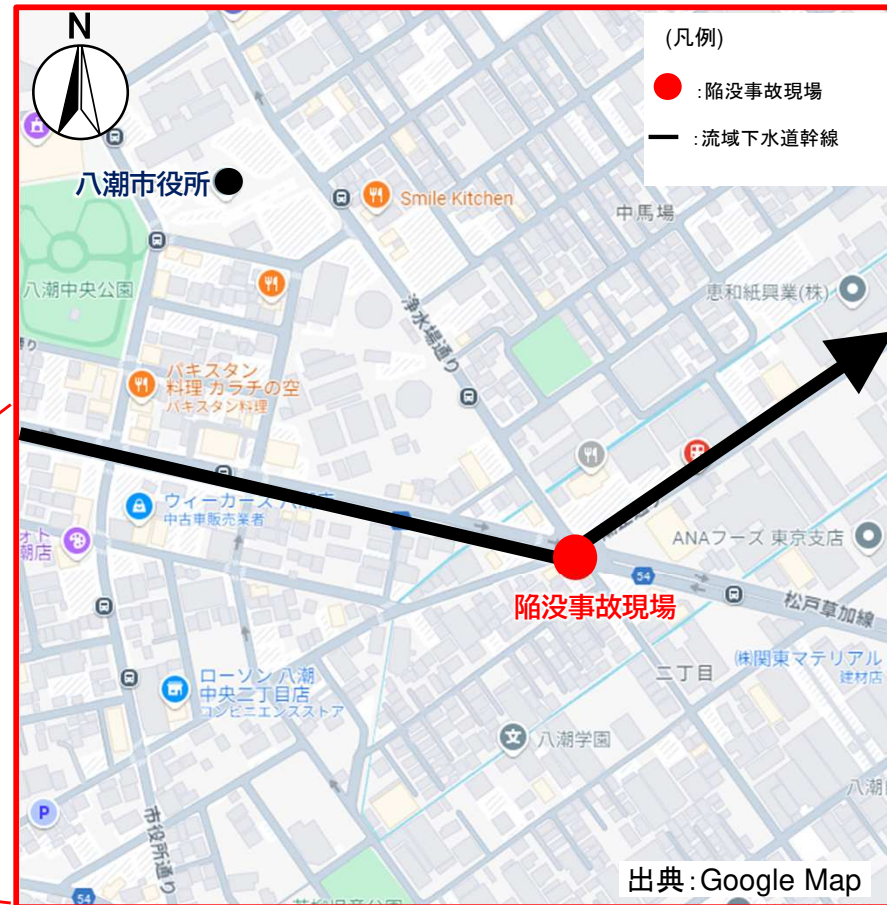 N
(凡例)
:陥没事故現場
:流域下水道幹線
八潮市役所
Smile Kitchen
中馬場
八潮中央公園
恵和紙興業(株)
浄水場通り
パキスタン
料理 カラチの空
パキスタン料理
ウィーカーズ 八潮店
中古車販売業者
ANAフーズ 東京支店
54
陥没事故現場
松戸草加線
(株)関東マテリアル
建材店
二丁目
ローソン 八潮
中央二丁目店
コンビニエンスストア
文
八潮学園
八潮
P
市役所通り
54
出典:Google Map